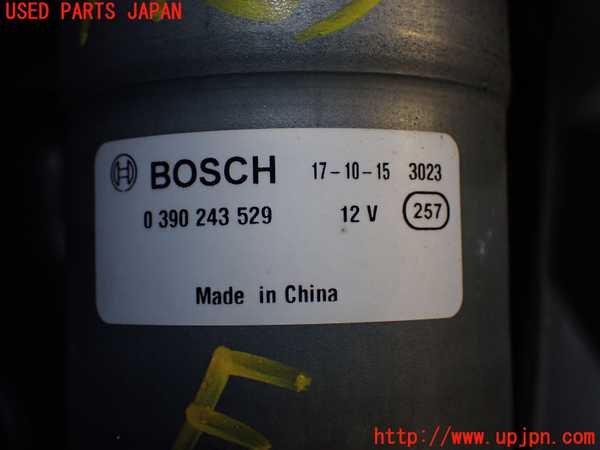 USED PARTS JAPAN
BOSCH 17-10-15 3023
0 390 243 529 12 V 257
Made in China
F
http://www.upjpn.com/